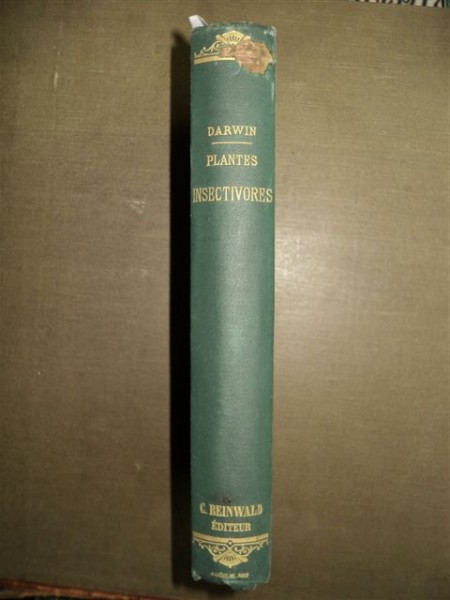 DARWIN
PLANTES
INSECTIVORES
C. REINWALD
ÉDITEUR